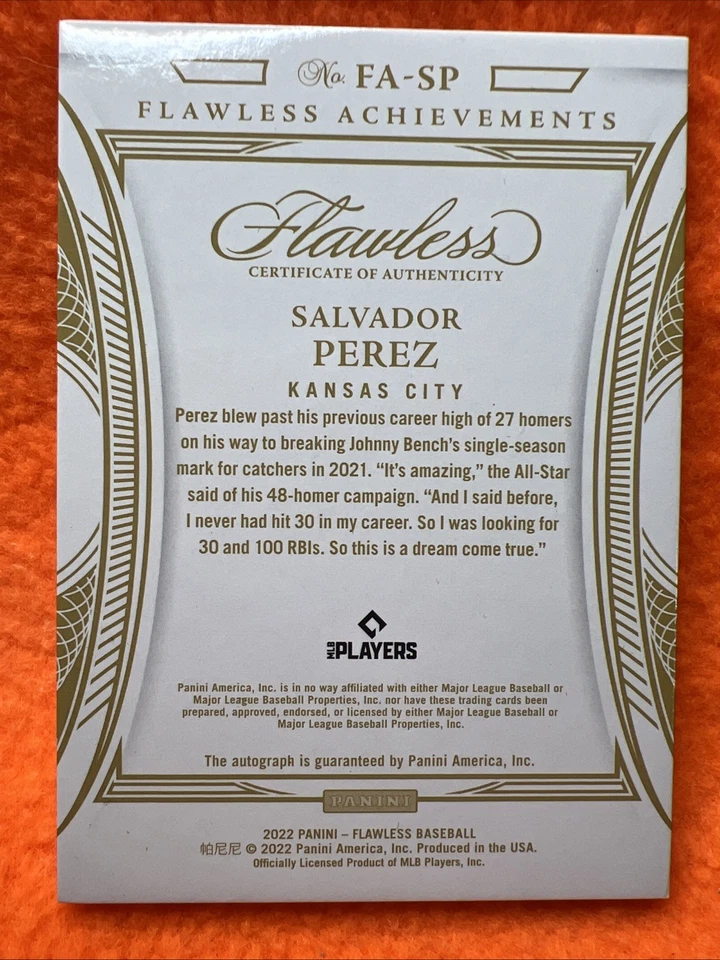 No. FA-SP
FLAWLESS ACHIEVEMENTS
Flawless
CERTIFICATE OF AUTHENTICITY
SALVADOR
PEREZ
KANSAS CITY
Perez blew past his previous career high of 27 homers
on his way to breaking Johnny Bench's single-season
mark for catchers in 2021. “It's amazing,” the All-Star
said of his 48-homer campaign. “And I said before,
I never had hit 30 in my career. So I was looking for
30 and 100 RBIs. So this is a dream come true.”
MLB PLAYERS
Panini America, Inc. is in no way affiliated with either Major League Baseball or
Major League Baseball Properties, Inc. nor have these trading cards been
prepared, approved, endorsed, or licensed by either Major League Baseball or
Major League Baseball Properties, Inc.
The autograph is guaranteed by Panini America, Inc.
PANINI
2022 PANINI – FLAWLESS BASEBALL
帕尼尼 © 2022 Panini America, Inc. Produced in the USA.
Officially Licensed Product of MLB Players, Inc.